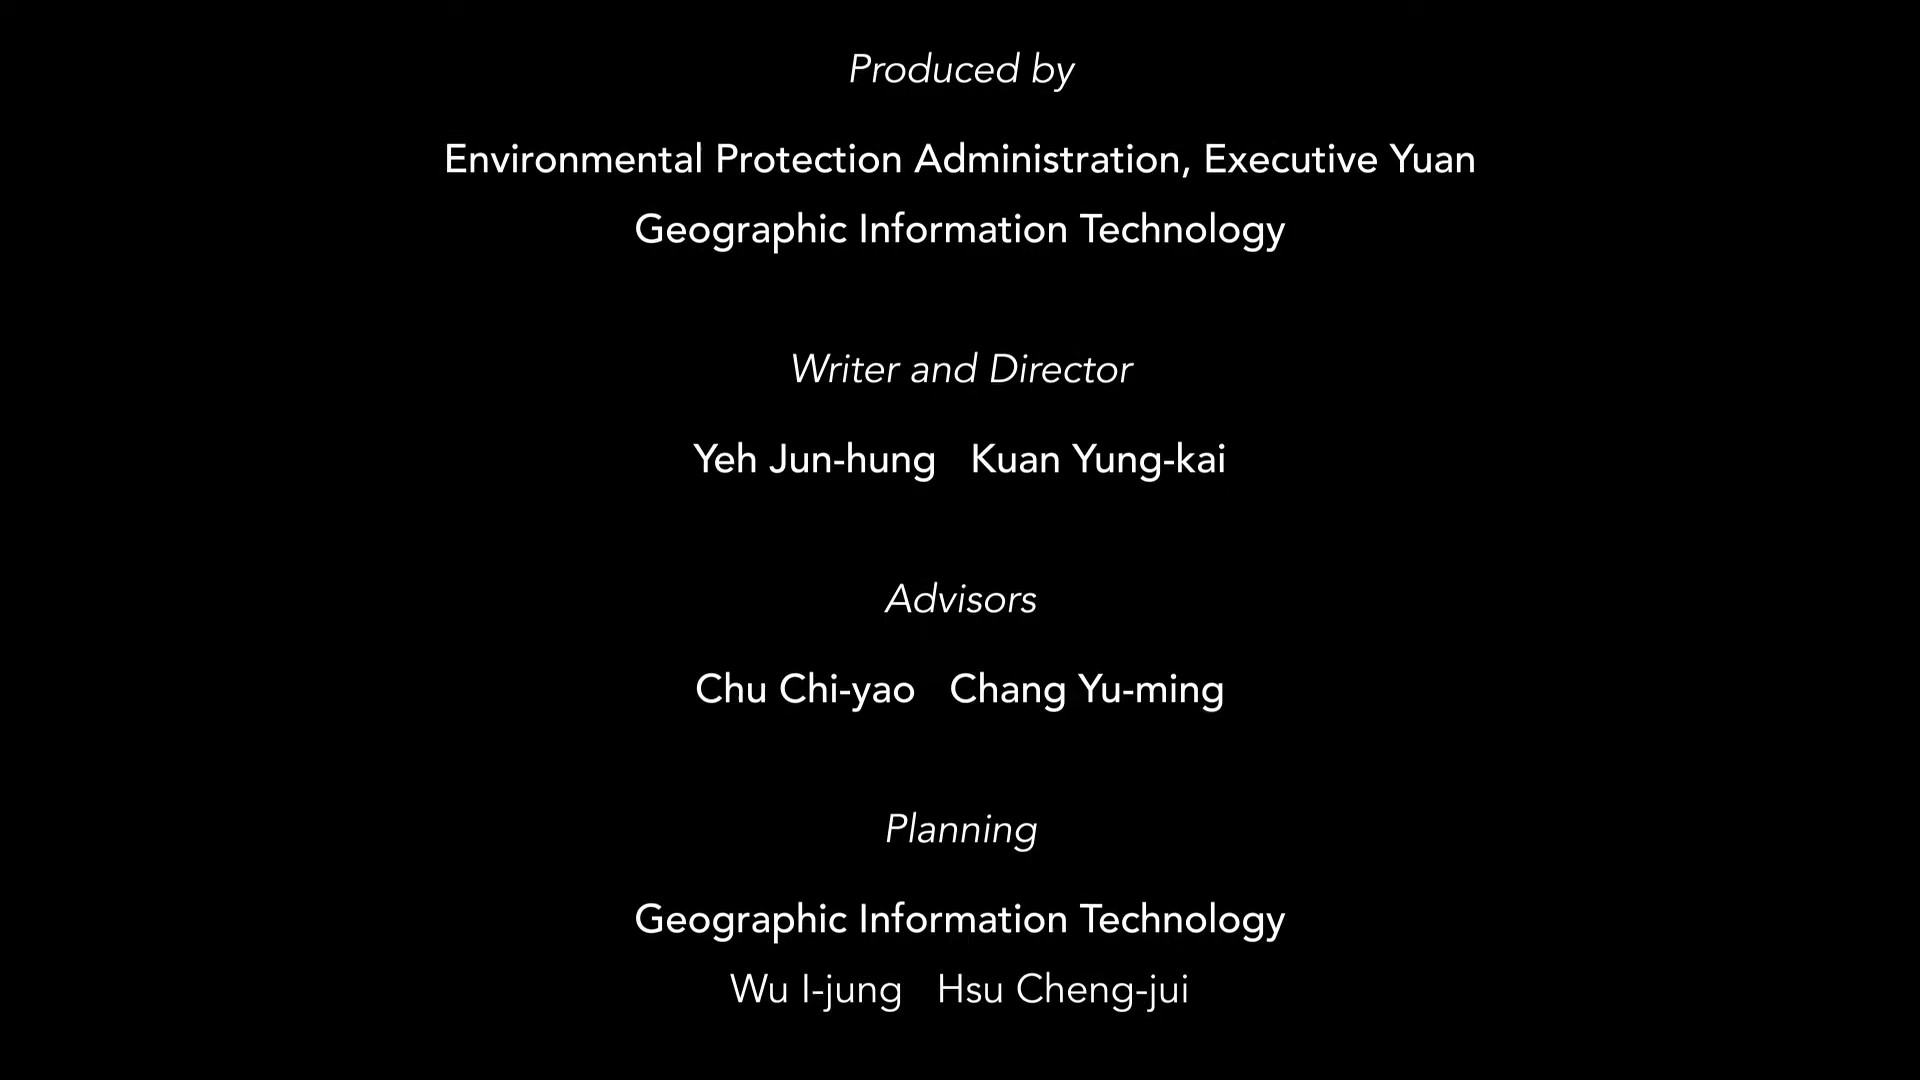 Produced by
Environmental Protection Administration, Executive Yuan
Geographic Information Technology
Writer and Director
Yeh Jun-hung   Kuan Yung-kai
Advisors
Chu Chi-yao   Chang Yu-ming
Planning
Geographic Information Technology
Wu I-jung   Hsu Cheng-jui